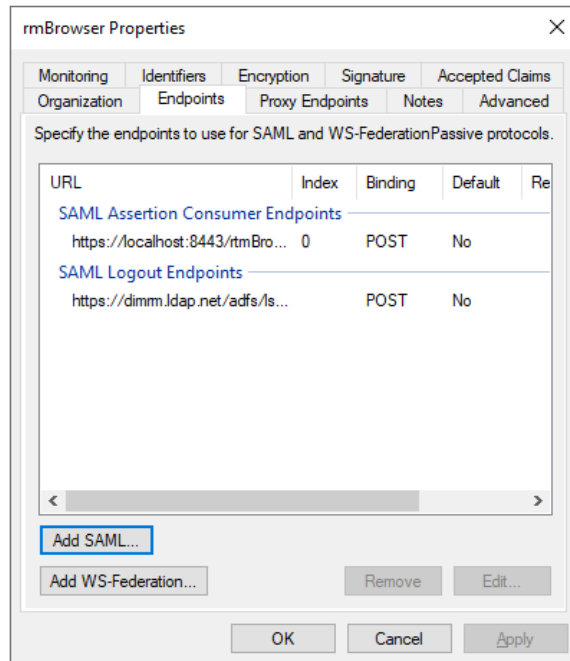 rmBrowser Properties
Monitoring Identifiers Encryption Signature Accepted Claims
Organization Endpoints Proxy Endpoints Notes Advanced
Specify the endpoints to use for SAML and WS-FederationPassive protocols.
URL Index Binding Default Re
SAML Assertion Consumer Endpoints
https://localhost:8443/rtmBro... 0 POST No
SAML Logout Endpoints
https://dimrm.ldap.net/adfs/ls... POST No
Add SAML...
Add WS-Federation... Remove Edit...
OK Cancel Apply